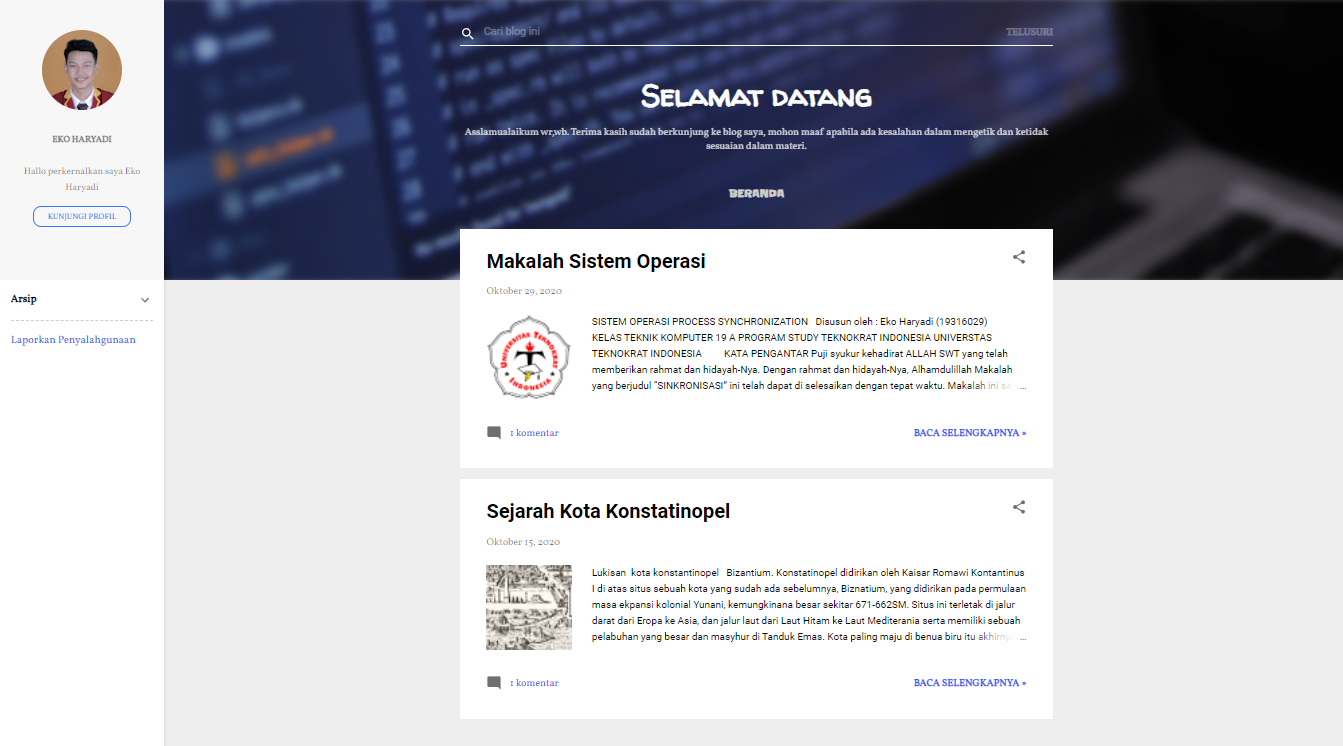 EKO HARYADI
Hallo perkernalkan saya Eko
Haryadi
KUNJUNGI PROFIL
Arsip
Laporkan Penyalahgunaan
Cari blog ini
TELUSURI
Selamat datang
Asslamualaikum wr,wb. Terima kasih sudah berkunjung ke blog saya, mohon maaf apabila ada kesalahan dalam mengetik dan ketidak
sesuaian dalam materi.
BERANDA
Makalah Sistem Operasi
Oktober 29, 2020
UNIVERSITAS TEKNOKRAT
INDONESIA
SISTEM OPERASI PROCESS SYNCHRONIZATION Disusun oleh : Eko Haryadi (19316029)
KELAS TEKNIK KOMPUTER 19 A PROGRAM STUDY TEKNOKRAT INDONESIA UNIVERSTAS
TEKNOKRAT INDONESIA KATA PENGANTAR Puji syukur kehadirat ALLAH SWT yang telah
memberikan rahmat dan hidayah-Nya. Dengan rahmat dan hidayah-Nya, Alhamdulillah Makalah
yang berjudul “SINKRONISASI” ini telah dapat di selesaikan dengan tepat waktu. Makalah ini ...
1 komentar
BACA SELENGKAPNYA »
Sejarah Kota Konstatinopel
Oktober 15, 2020
Lukisan kota konstantinopel Bizantium. Konstatinopel didirikan oleh Kaisar Romawi Kontantinus
I di atas situs sebuah kota yang sudah ada sebelumnya, Biznatium, yang didirikan pada permulaan
masa ekpansi kolonial Yunani, kemungkinana besar sekitar 671-662SM. Situs ini terletak di jalur
darat dari Eropa ke Asia, dan jalur laut dari Laut Hitam ke Laut Mediterania serta memiliki sebuah
pelabuhan yang besar dan masyhur di Tanduk Emas. Kota paling maju di benua biru itu akhirnya ...
1 komentar
BACA SELENGKAPNYA »